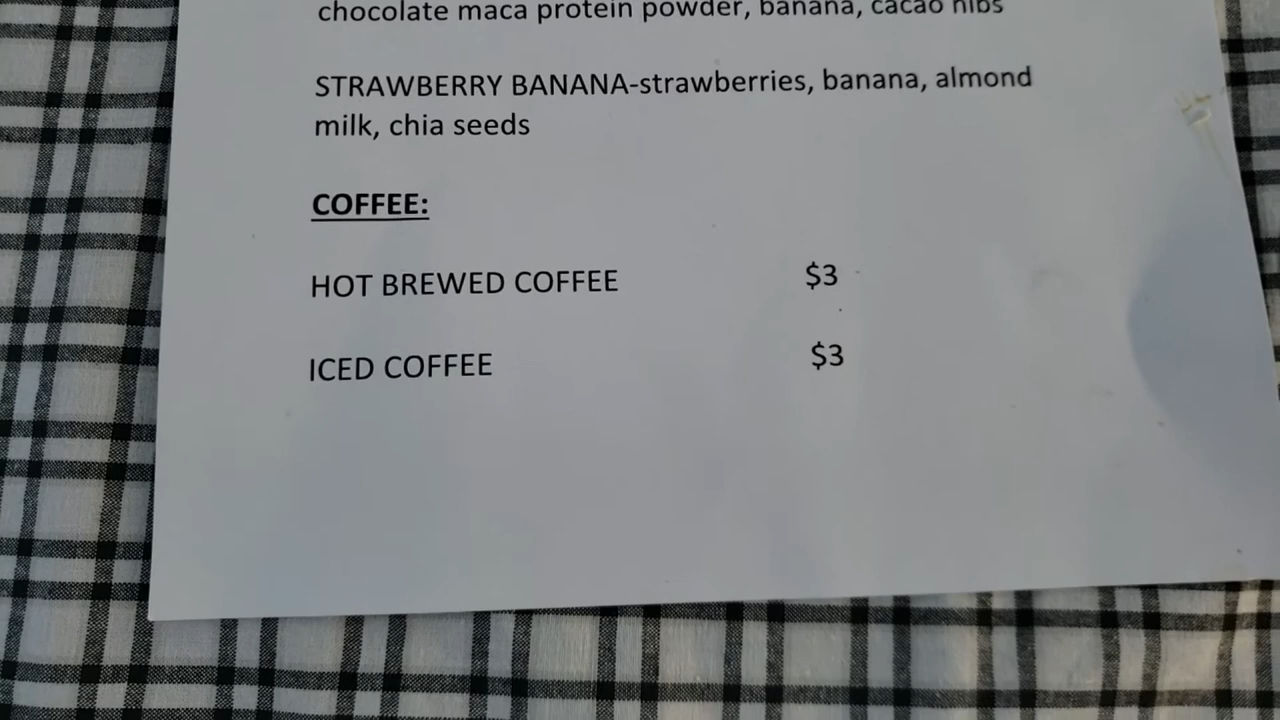 chocolate maca protein powder, banana, cacao nibs
STRAWBERRY BANANA-strawberries, banana, almond
milk, chia seeds
COFFEE:
HOT BREWED COFFEE $3
ICED COFFEE $3